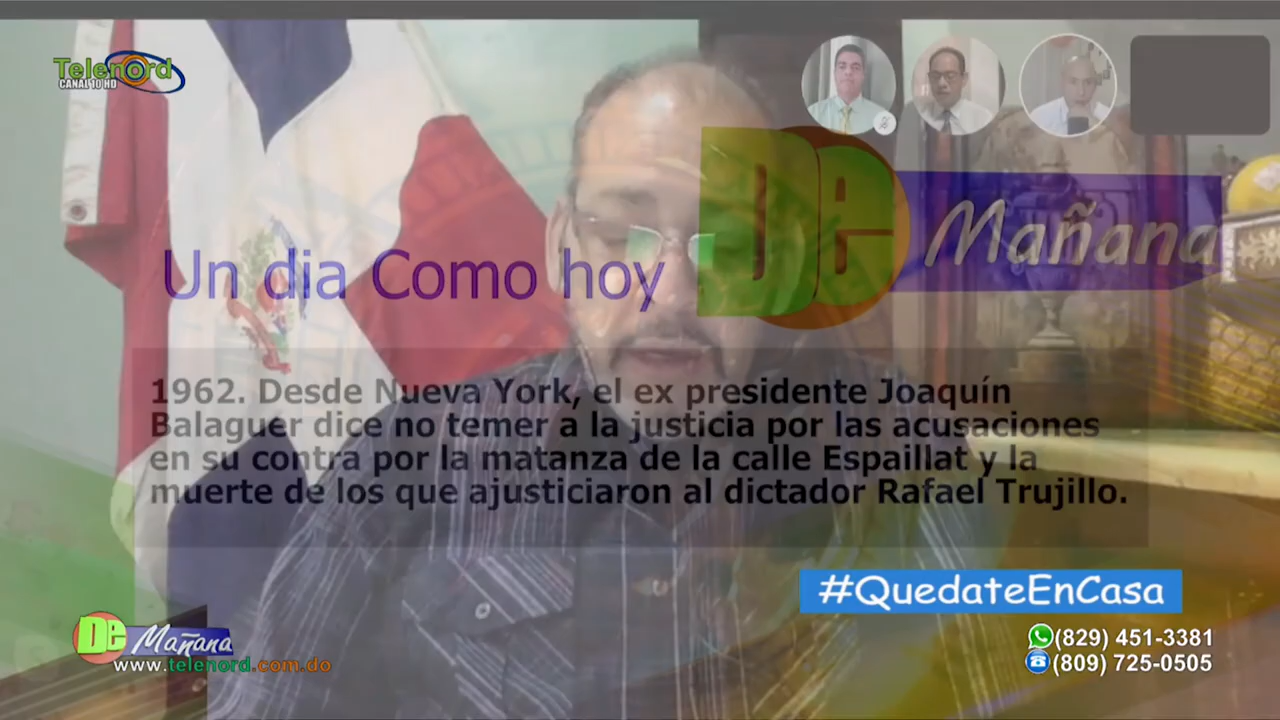 Telenord
CANAL 10 HD
De
Mañana
Un dia Como hoy
1962. Desde Nueva York, el ex presidente Joaquín
Balaguer dice no temer a la justicia por las acusaciones
en su contra por la matanza de la calle Espaillat y la
muerte de los que ajusticiaron al dictador Rafael Trujillo.
#QuedateEnCasa
De Mañana
www.telenord.com.do
(829) 451-3381
(809) 725-0505